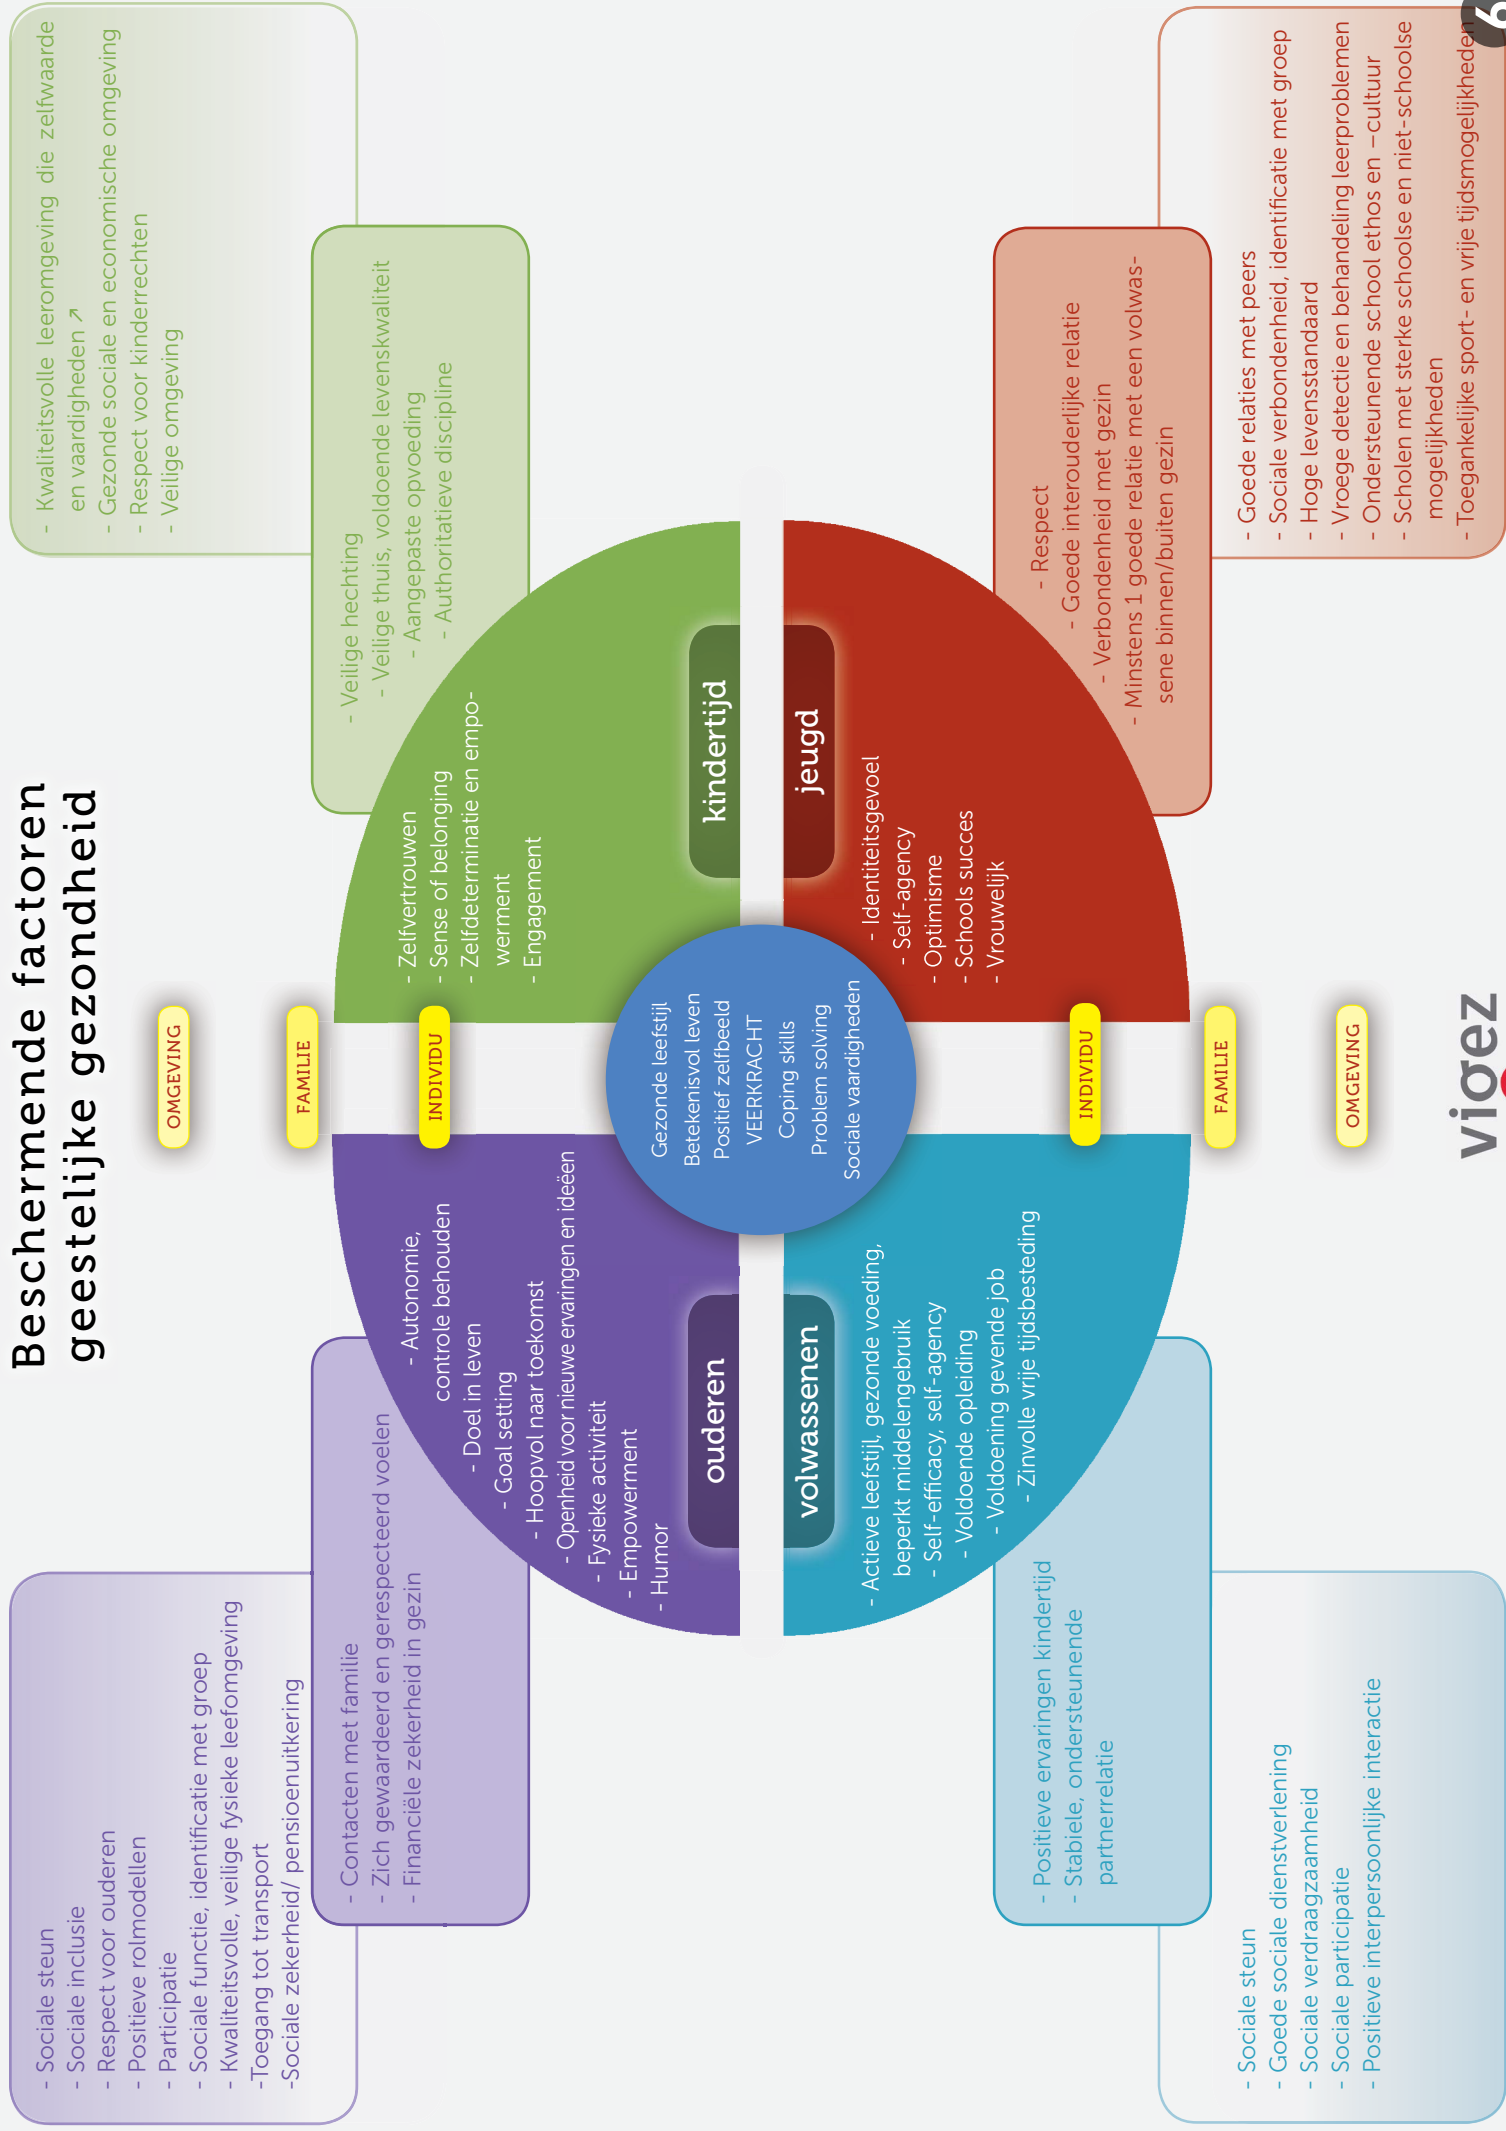 Beschermende factoren
geestelijke gezondheid
- Sociale steun
- Sociale inclusie
- Respect voor ouderen
- Positieve rolmodellen
- Participatie
- Sociale functie, identificatie met groep
- Kwaliteitsvolle, veilige fysieke leefomgeving
-Toegang tot transport
-Sociale zekerheid/ pensioenuitkering
- Contacten met familie
- Zich gewaardeerd en gerespecteerd voelen
- Financiële zekerheid in gezin
- Autonomie,
controle behouden
- Doel in leven
- Goal setting
- Hoopvol naar toekomst
- Openheid voor nieuwe ervaringen en ideëen
- Fysieke activiteit
- Empowerment
- Humor
ouderen
OMGEVING
FAMILIE
INDIVIDU
- Kwaliteitsvolle leeromgeving die zelfwaarde
en vaardigheden ↗
- Gezonde sociale en economische omgeving
- Respect voor kinderrechten
- Veilige omgeving
- Veilige hechting
- Veilige thuis, voldoende levenskwaliteit
- Aangepaste opvoeding
- Authoritatieve discipline
- Zelfvertrouwen
- Sense of belonging
- Zelfdeterminatie en empo-
werment
- Engagement
kindertijd
Gezonde leefstijl
Betekenisvol leven
Positief zelfbeeld
VEERKRACHT
Coping skills
Problem solving
Sociale vaardigheden
volwassenen
- Actieve leefstijl, gezonde voeding,
beperkt middelengebruik
- Self-efficacy, self-agency
- Voldoende opleiding
- Voldoening gevende job
- Zinvolle vrije tijdsbesteding
- Positieve ervaringen kindertijd
- Stabiele, ondersteunende
partnerrelatie
- Sociale steun
- Goede sociale dienstverlening
- Sociale verdraagzaamheid
- Sociale participatie
- Positieve interpersoonlijke interactie
INDIVIDU
FAMILIE
OMGEVING
jeugd
- Identiteitsgevoel
- Self-agency
- Optimisme
- Schools succes
- Vrouwelijk
- Respect
- Goede interouderlijke relatie
- Verbondenheid met gezin
- Minstens 1 goede relatie met een volwas-
sene binnen/buiten gezin
- Goede relaties met peers
- Sociale verbondenheid, identificatie met groep
- Hoge levensstandaard
- Vroege detectie en behandeling leerproblemen
- Ondersteunende school ethos en –cultuur
- Scholen met sterke schoolse en niet-schoolse
mogelijkheden
- Toegankelijke sport- en vrije tijdsmogelijkheden
vigez